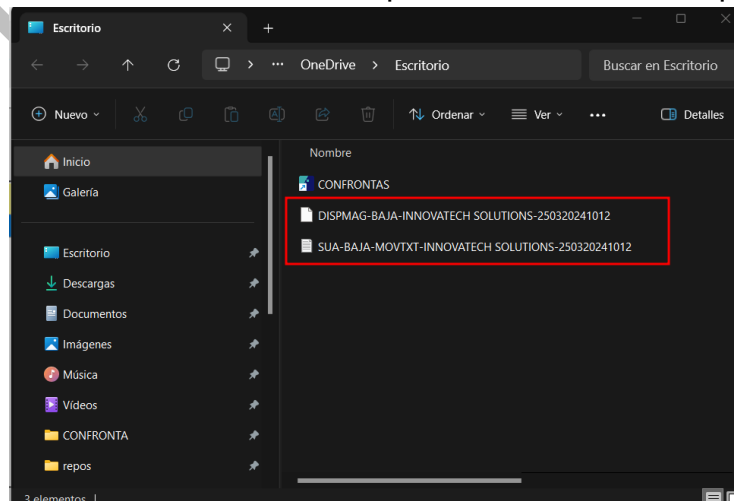 Escritorio
OneDrive > Escritorio
Buscar en Escritorio
Nuevo
Ordenar
Ver
Detalles
Inicio
Galería
Escritorio
Descargas
Documentos
Imágenes
Música
Vídeos
CONFRONTA
repos
Nombre
CONFRONTAS
DISPMAG-BAJA-INNOVATECH SOLUTIONS-250320241012
SUA-BAJA-MOVTXT-INNOVATECH SOLUTIONS-250320241012
3 elementos